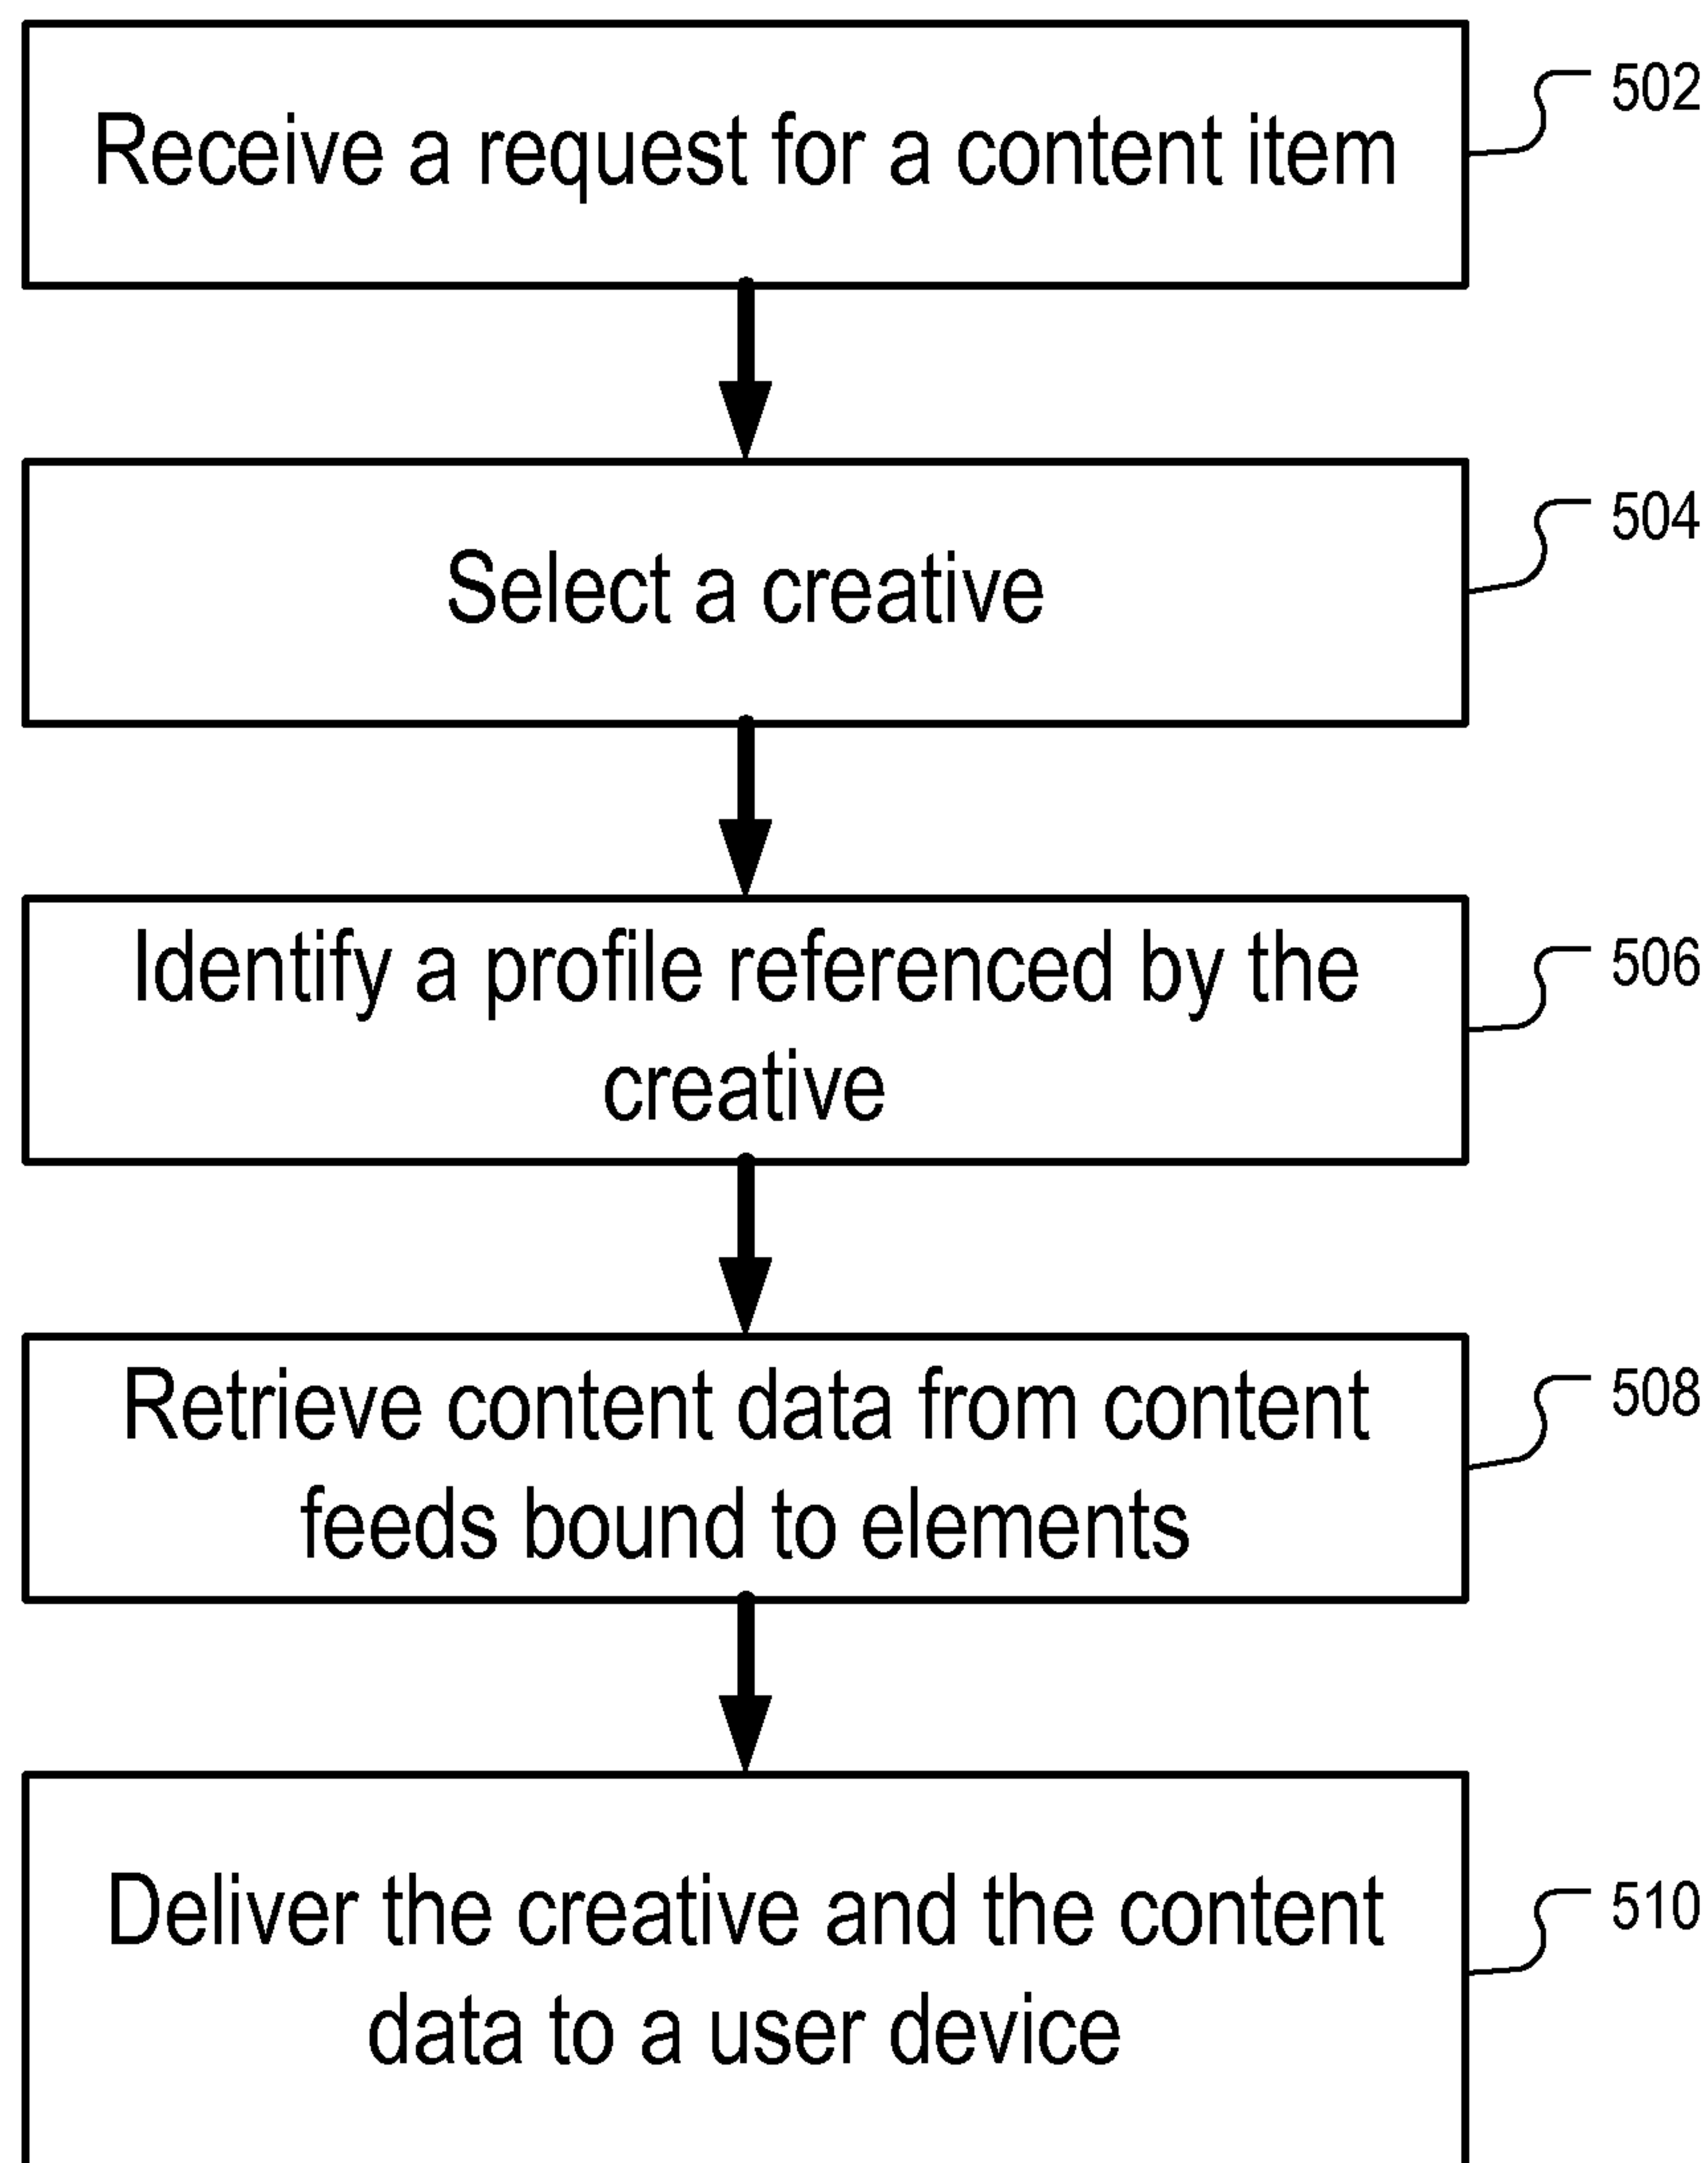 Receive a request for a content item
502
Select a creative
504
Identify a profile referenced by the
creative
506
Retrieve content data from content
feeds bound to elements
508
Deliver the creative and the content
data to a user device
510